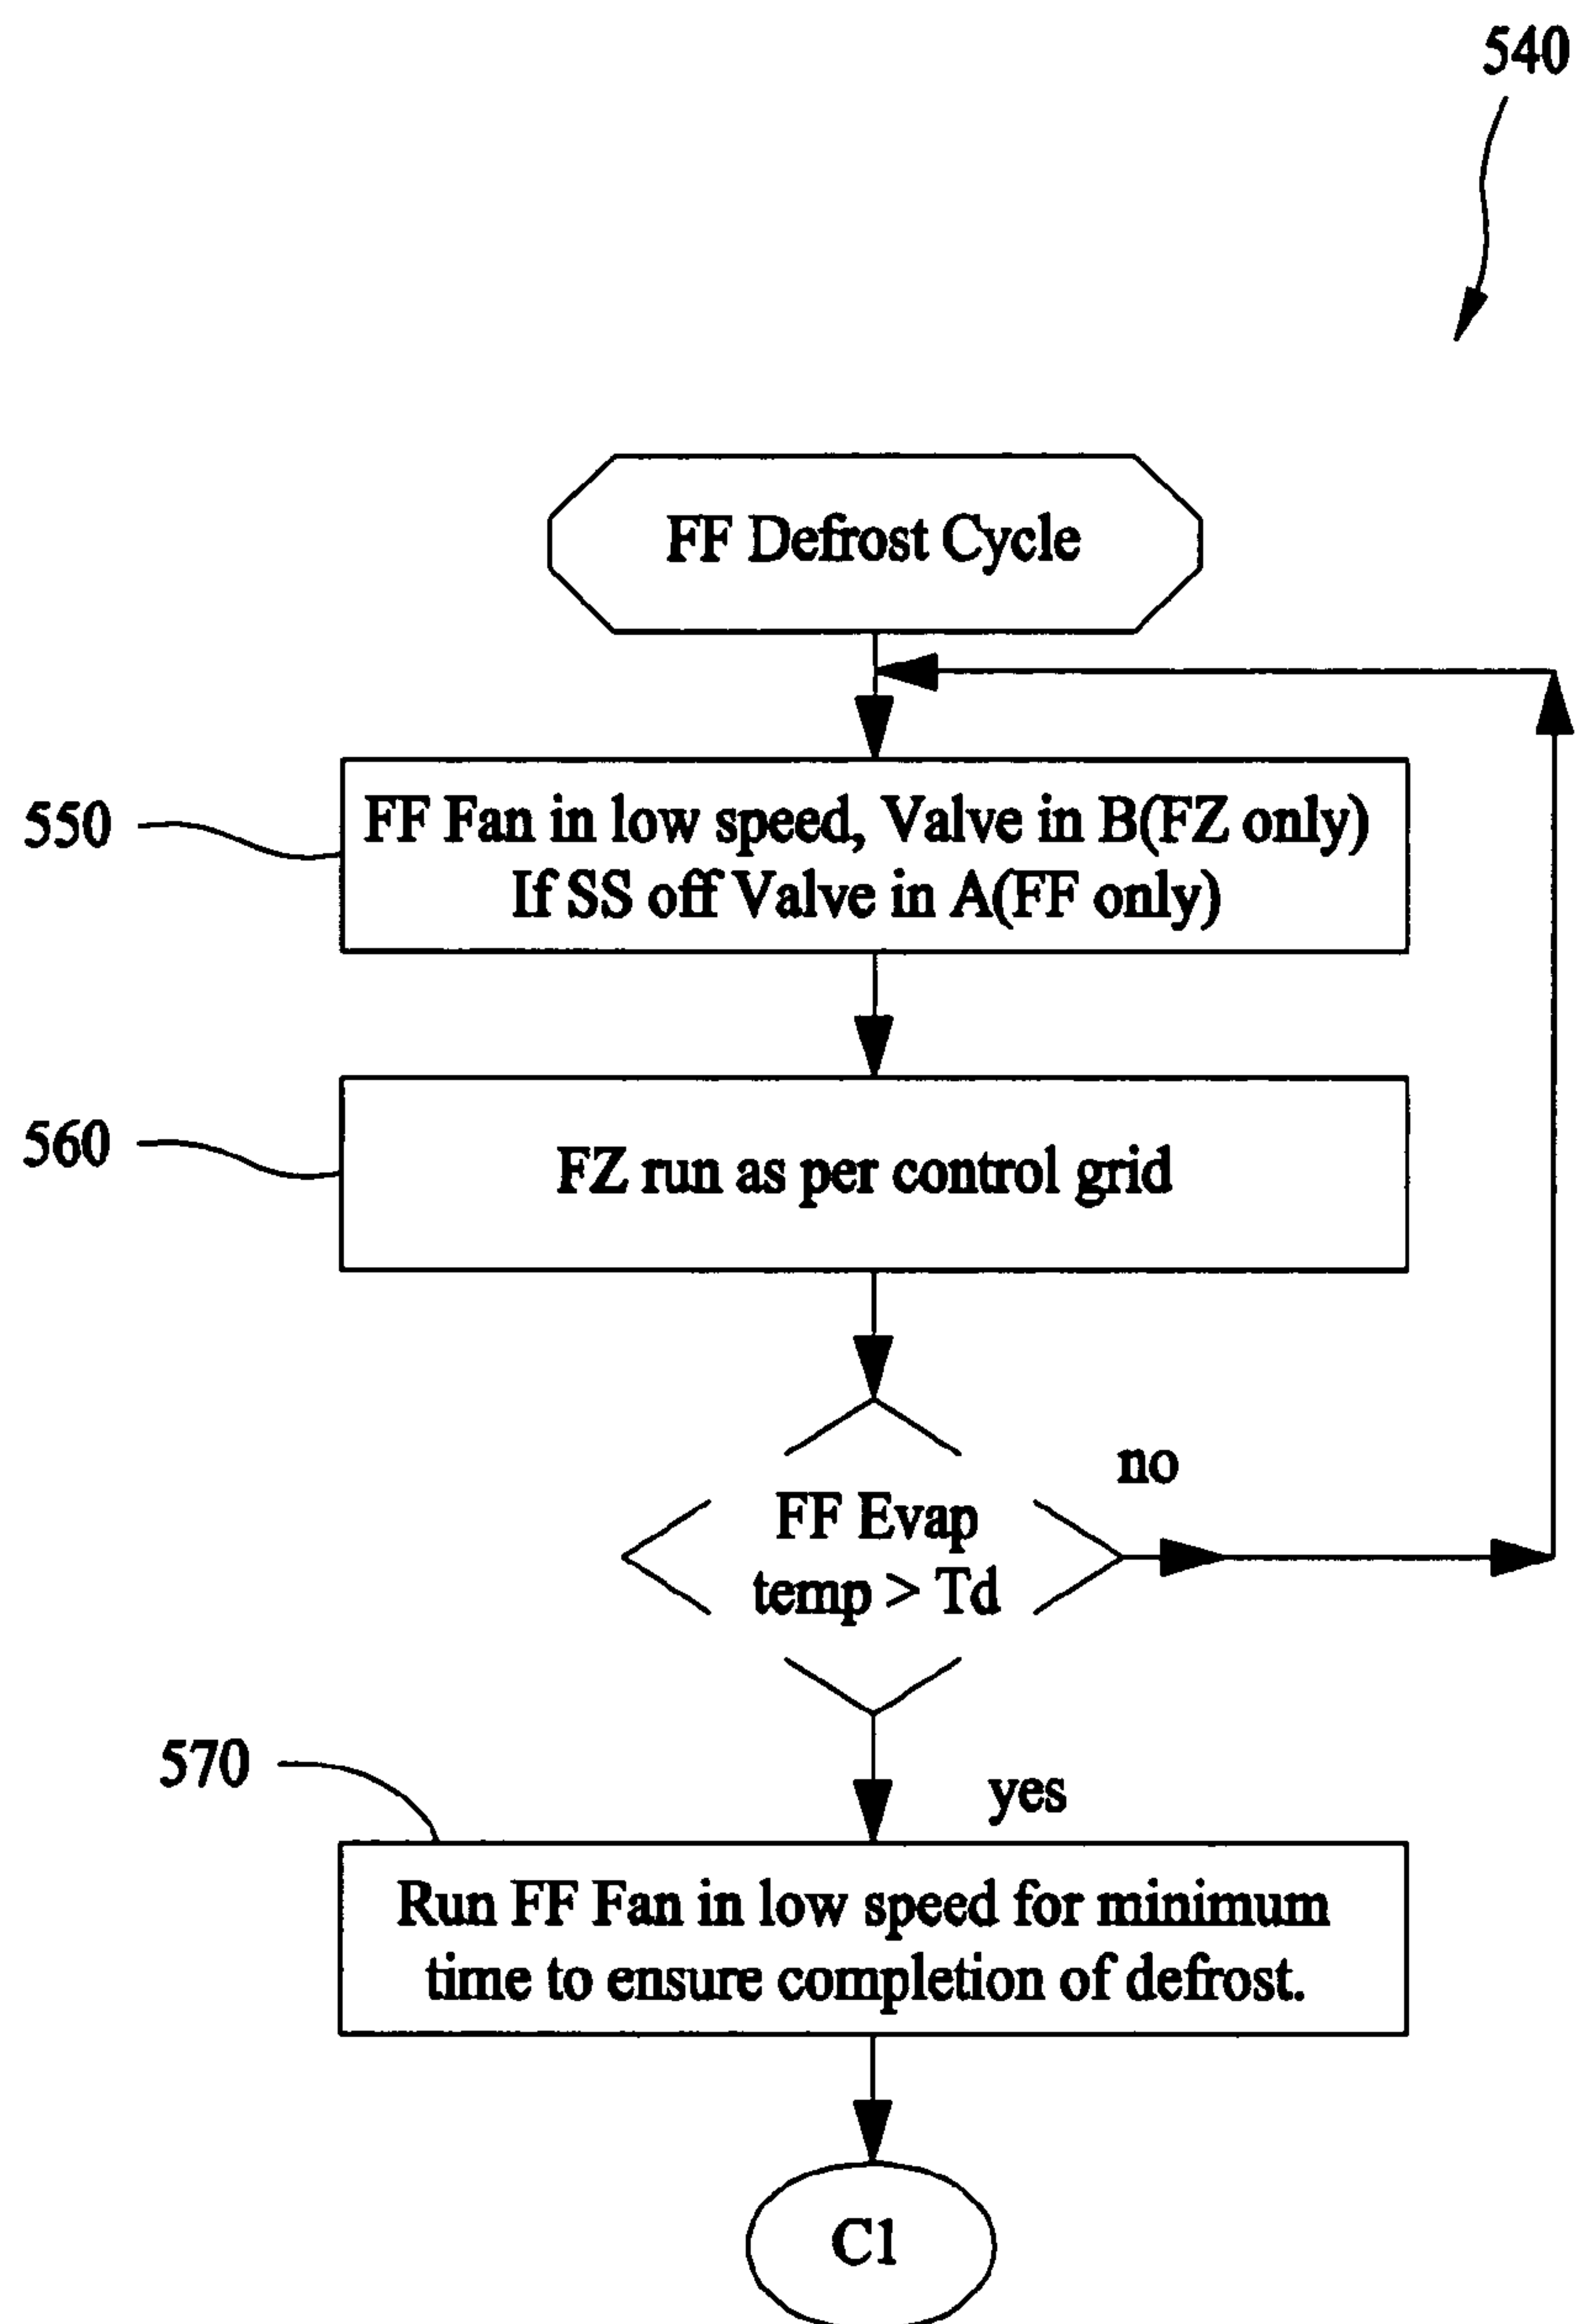 540
FF Defrost Cycle
550
FF Fan in low speed, Valve in B(FZ only)
If SS off Valve in A(FF only)
560
FZ run as per control grid
no
FF Evap
temp > Td
570
yes
Run FF Fan in low speed for minimum
time to ensure completion of defrost.
C1